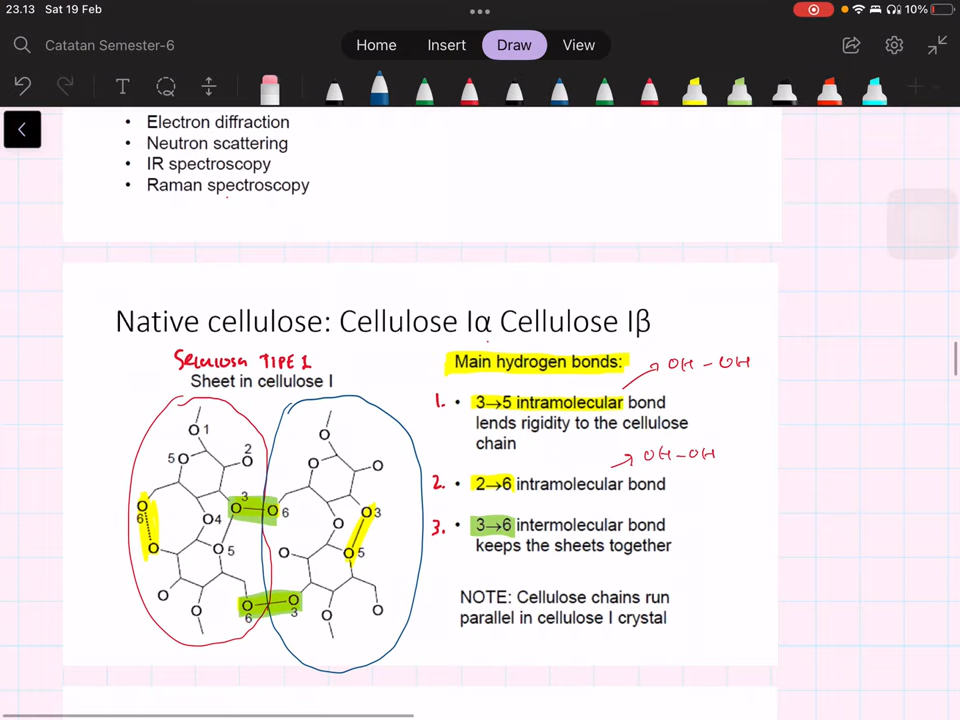 23.13 Sat 19 Feb
10%
Catatan Semester-6
Home Insert Draw View
T
• Electron diffraction
• Neutron scattering
• IR spectroscopy
• Raman spectroscopy
Native cellulose: Cellulose Iα Cellulose Iβ
Selulosa TIPE 1
Sheet in cellulose I
O 1
5 O
2
O
O
6
3
O
O 4
O 5
O
O
O
O
6
O
O
O
O 6
O 3
O
O 5
O
O
3
O
O
Main hydrogen bonds:
OH - OH
1. • 3→5 intramolecular bond
lends rigidity to the cellulose
chain
OH-OH
2. • 2→6 intramolecular bond
3. • 3→6 intermolecular bond
keeps the sheets together
NOTE: Cellulose chains run
parallel in cellulose I crystal